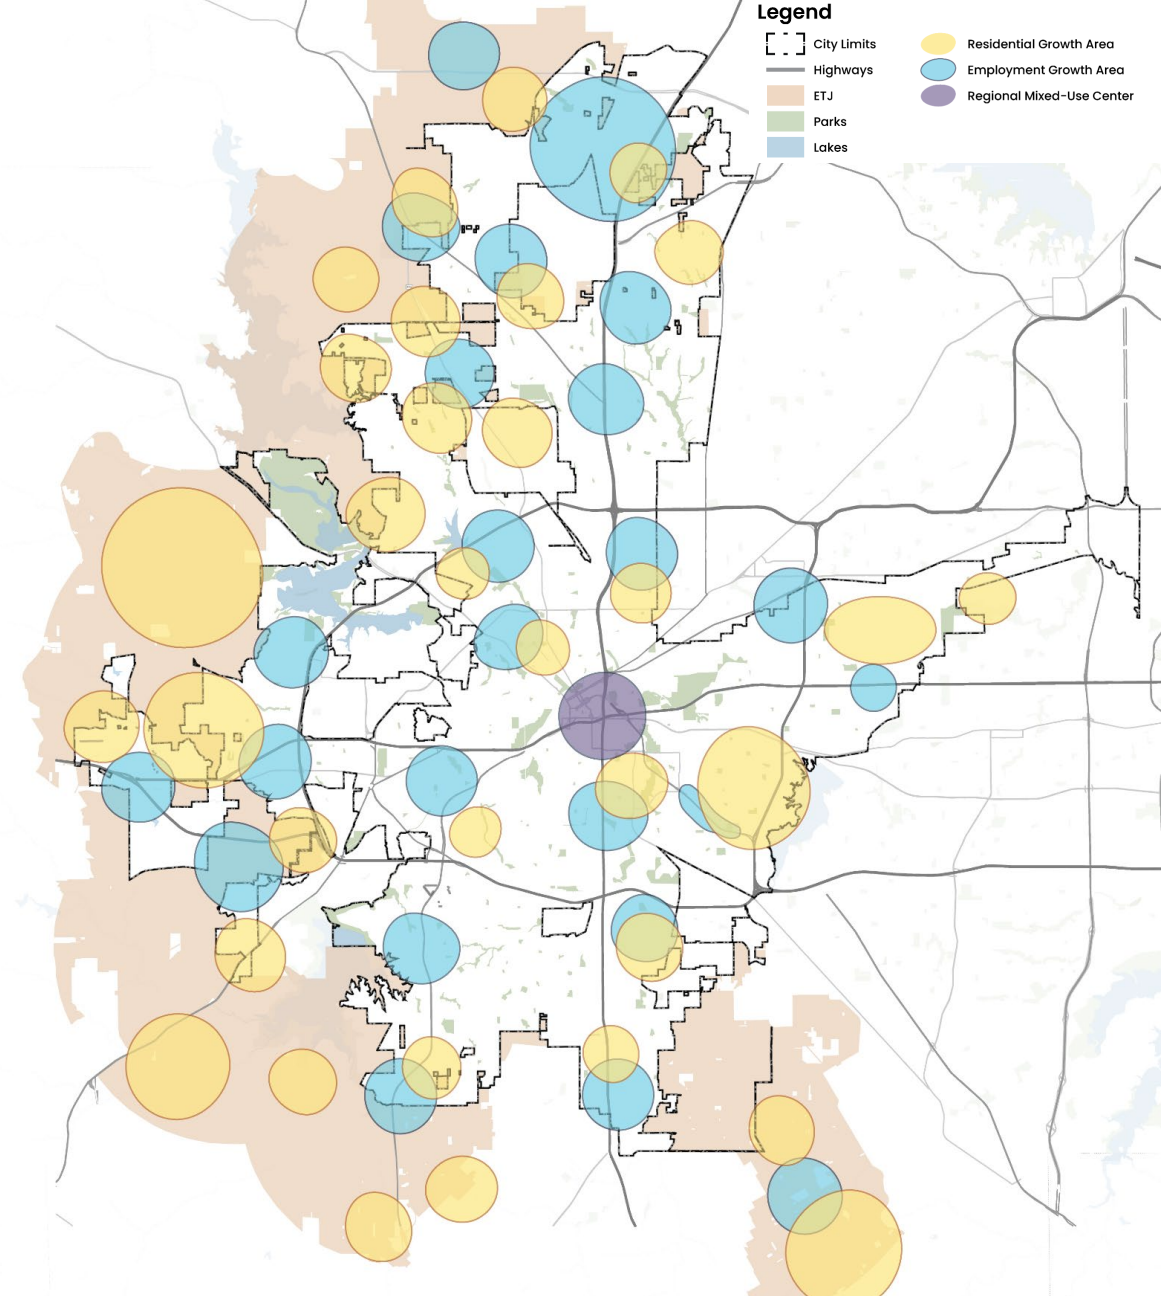 Legend
City Limits
Highways
ETJ
Parks
Lakes
Residential Growth Area
Employment Growth Area
Regional Mixed-Use Center